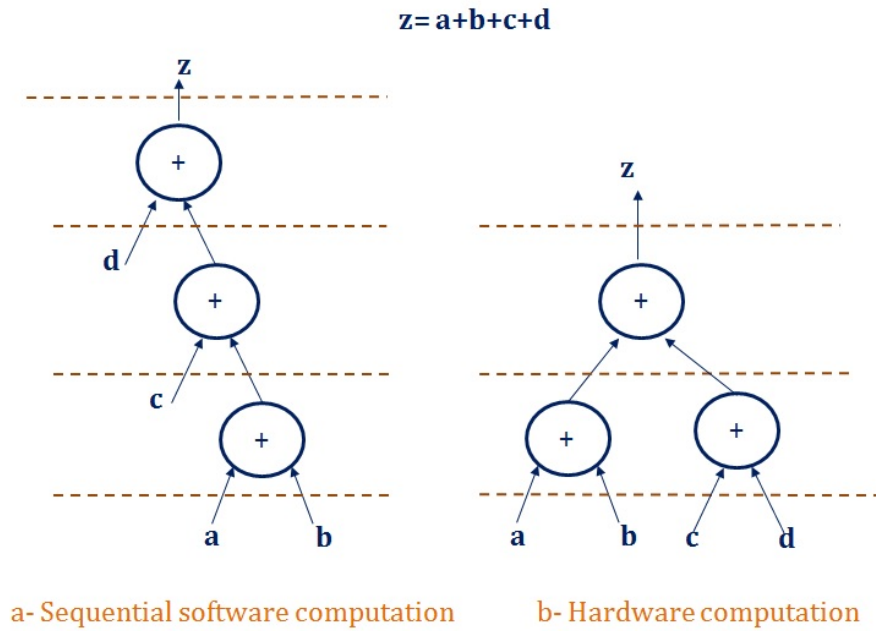 z= a+b+c+d
z
+
d
+
c
+
a b
z
+
+ +
a b c d
a- Sequential software computation
b- Hardware computation